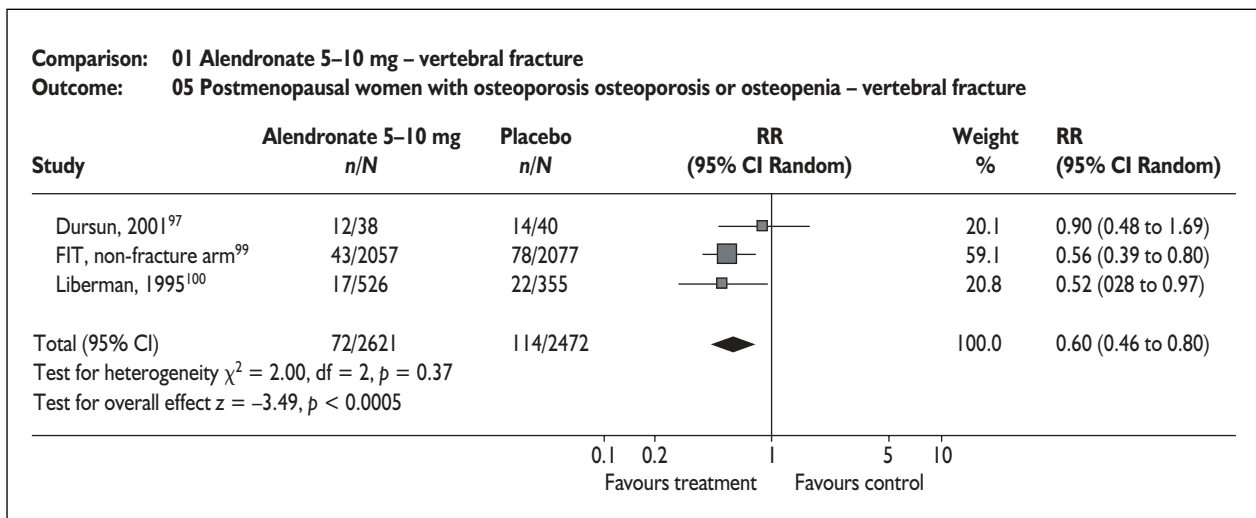 Comparison: 01 Alendronate 5–10 mg – vertebral fracture
Outcome: 05 Postmenopausal women with osteoporosis osteoporosis or osteopenia – vertebral fracture
Alendronate 5–10 mg Placebo RR Weight RR
Study n/N n/N (95% CI Random) % (95% CI Random)
Dursun, 2001⁹⁷ 12/38 14/40 20.1 0.90 (0.48 to 1.69)
FIT, non-fracture arm⁹⁹ 43/2057 78/2077 59.1 0.56 (0.39 to 0.80)
Liberman, 1995¹⁰⁰ 17/526 22/355 20.8 0.52 (028 to 0.97)
Total (95% CI) 72/2621 114/2472 100.0 0.60 (0.46 to 0.80)
Test for heterogeneity χ² = 2.00, df = 2, p = 0.37
Test for overall effect z = –3.49, p < 0.0005
0.1 0.2 1 5 10
Favours treatment Favours control